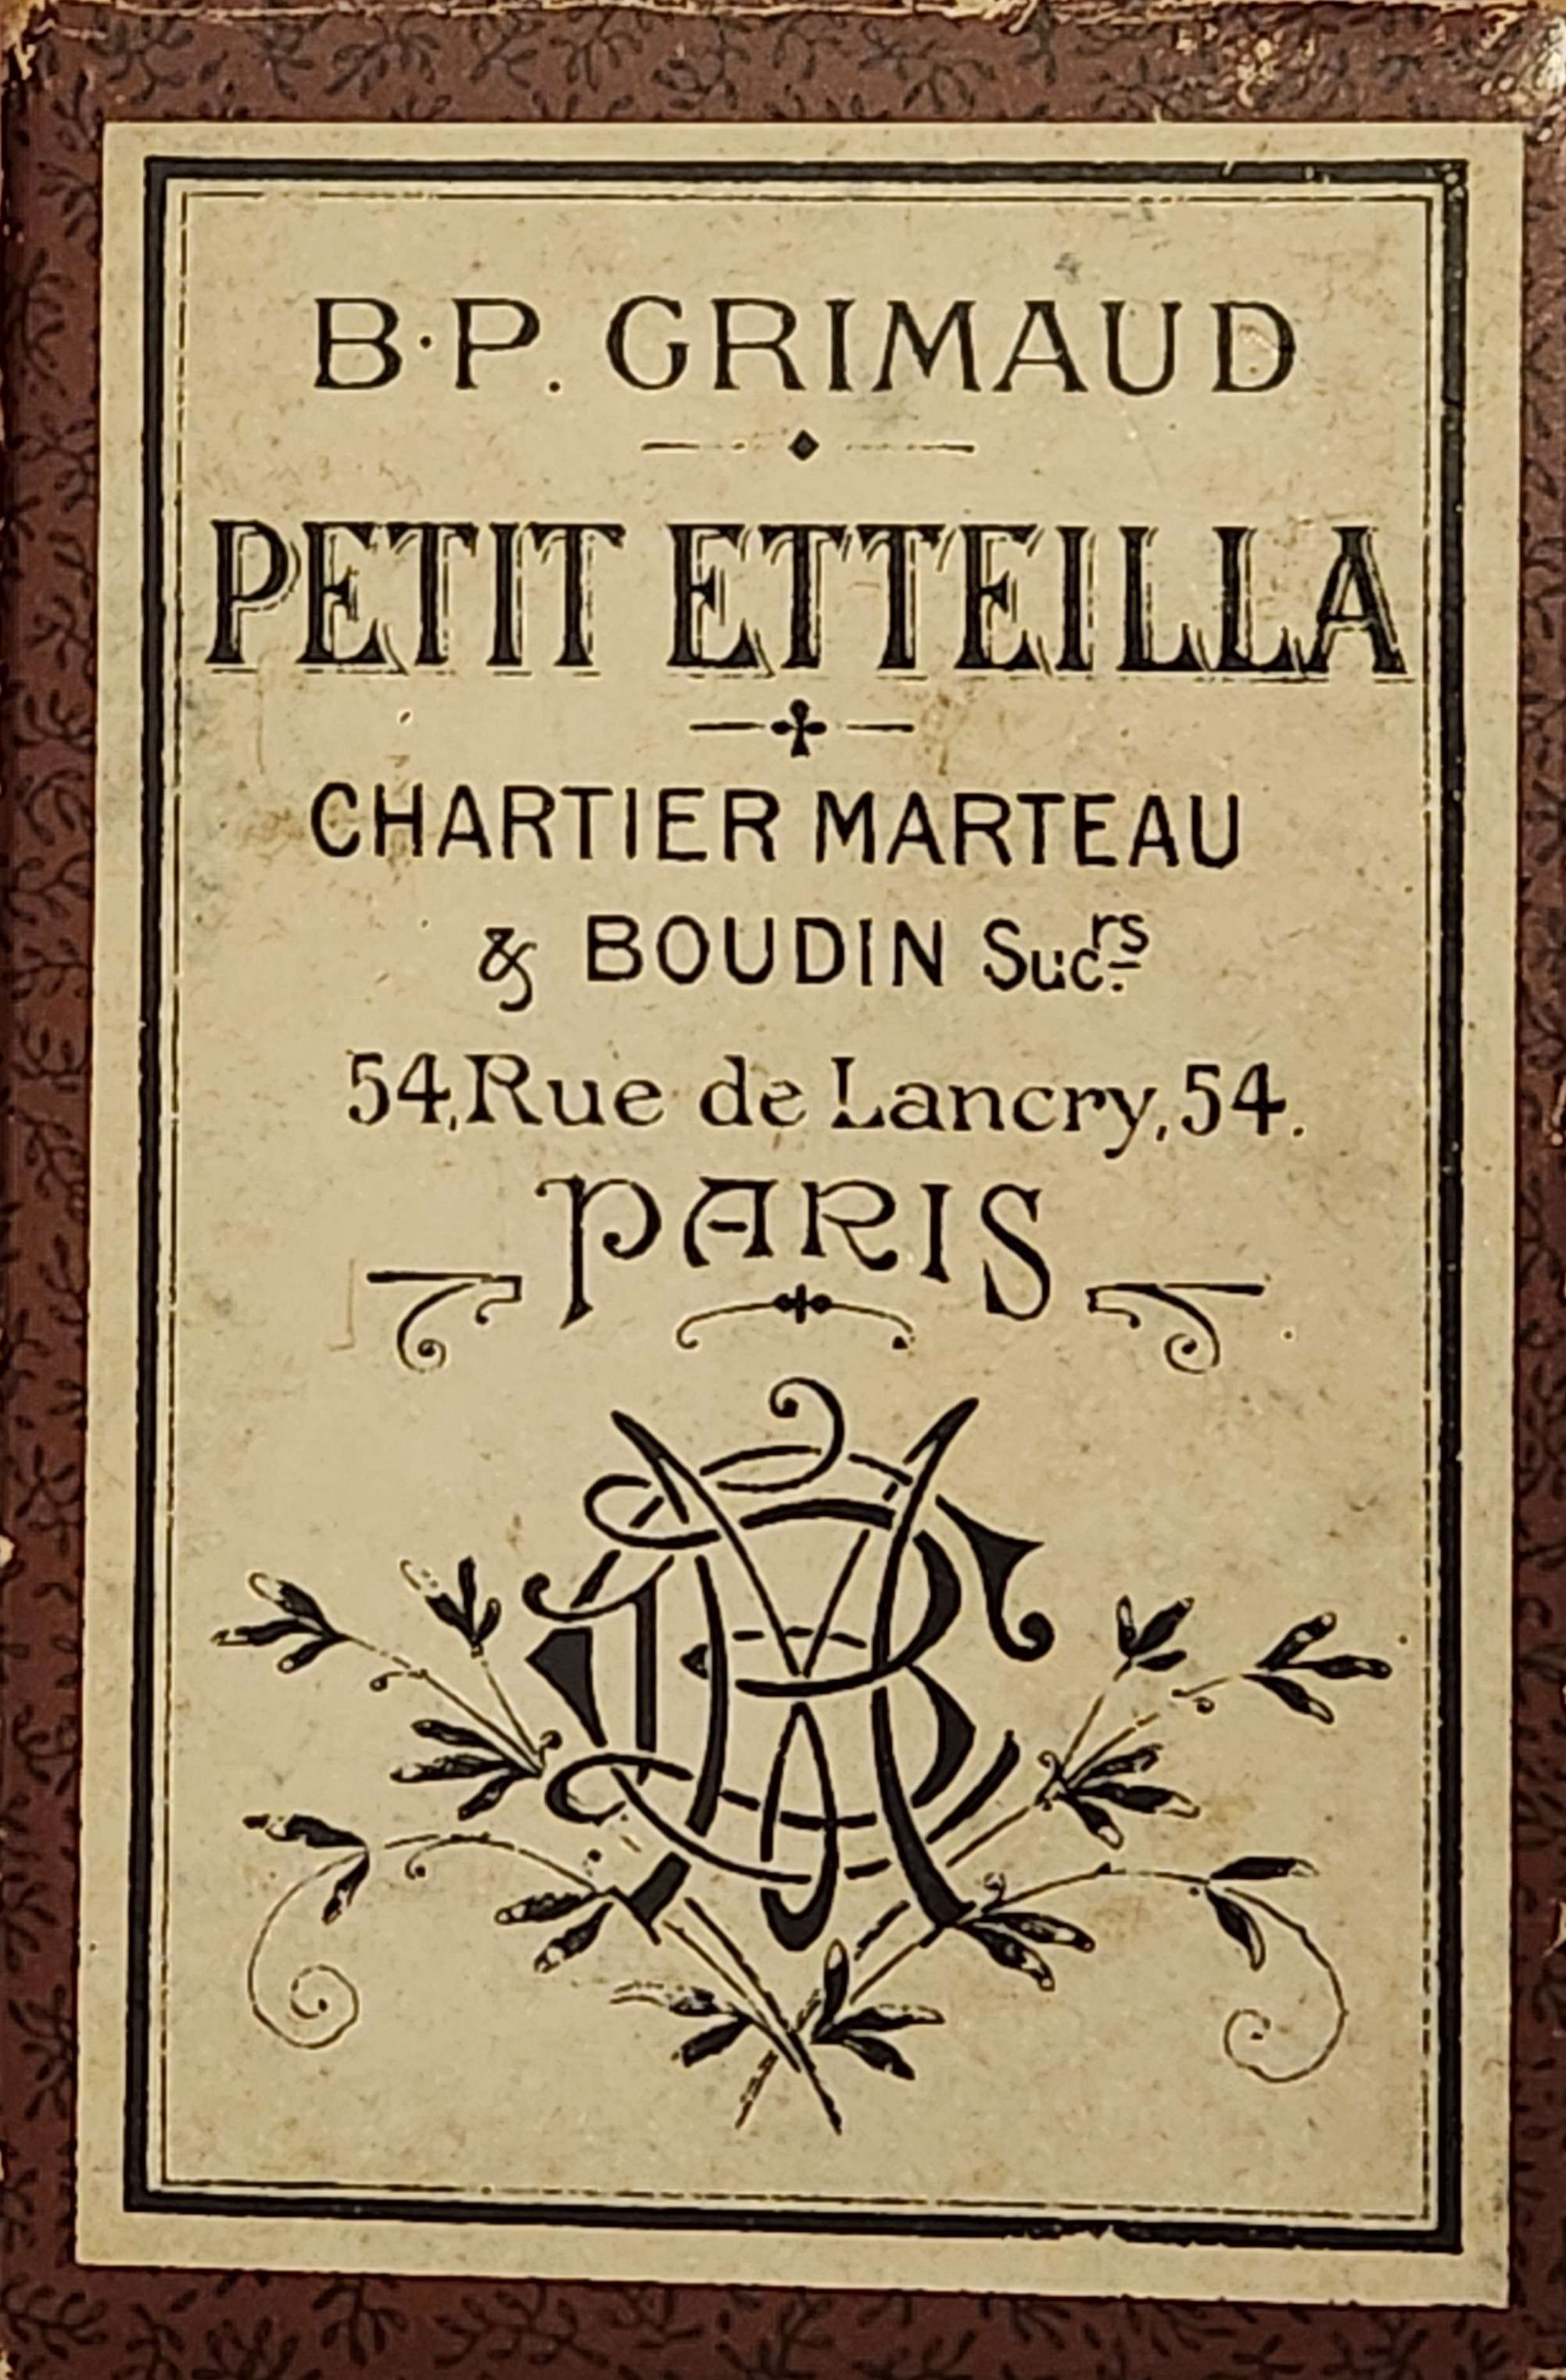 B·P. GRIMAUD
PETIT ETTEILLA
CHARTIER MARTEAU
& BOUDIN Sucrs
54, Rue de Lancry, 54.
PARIS